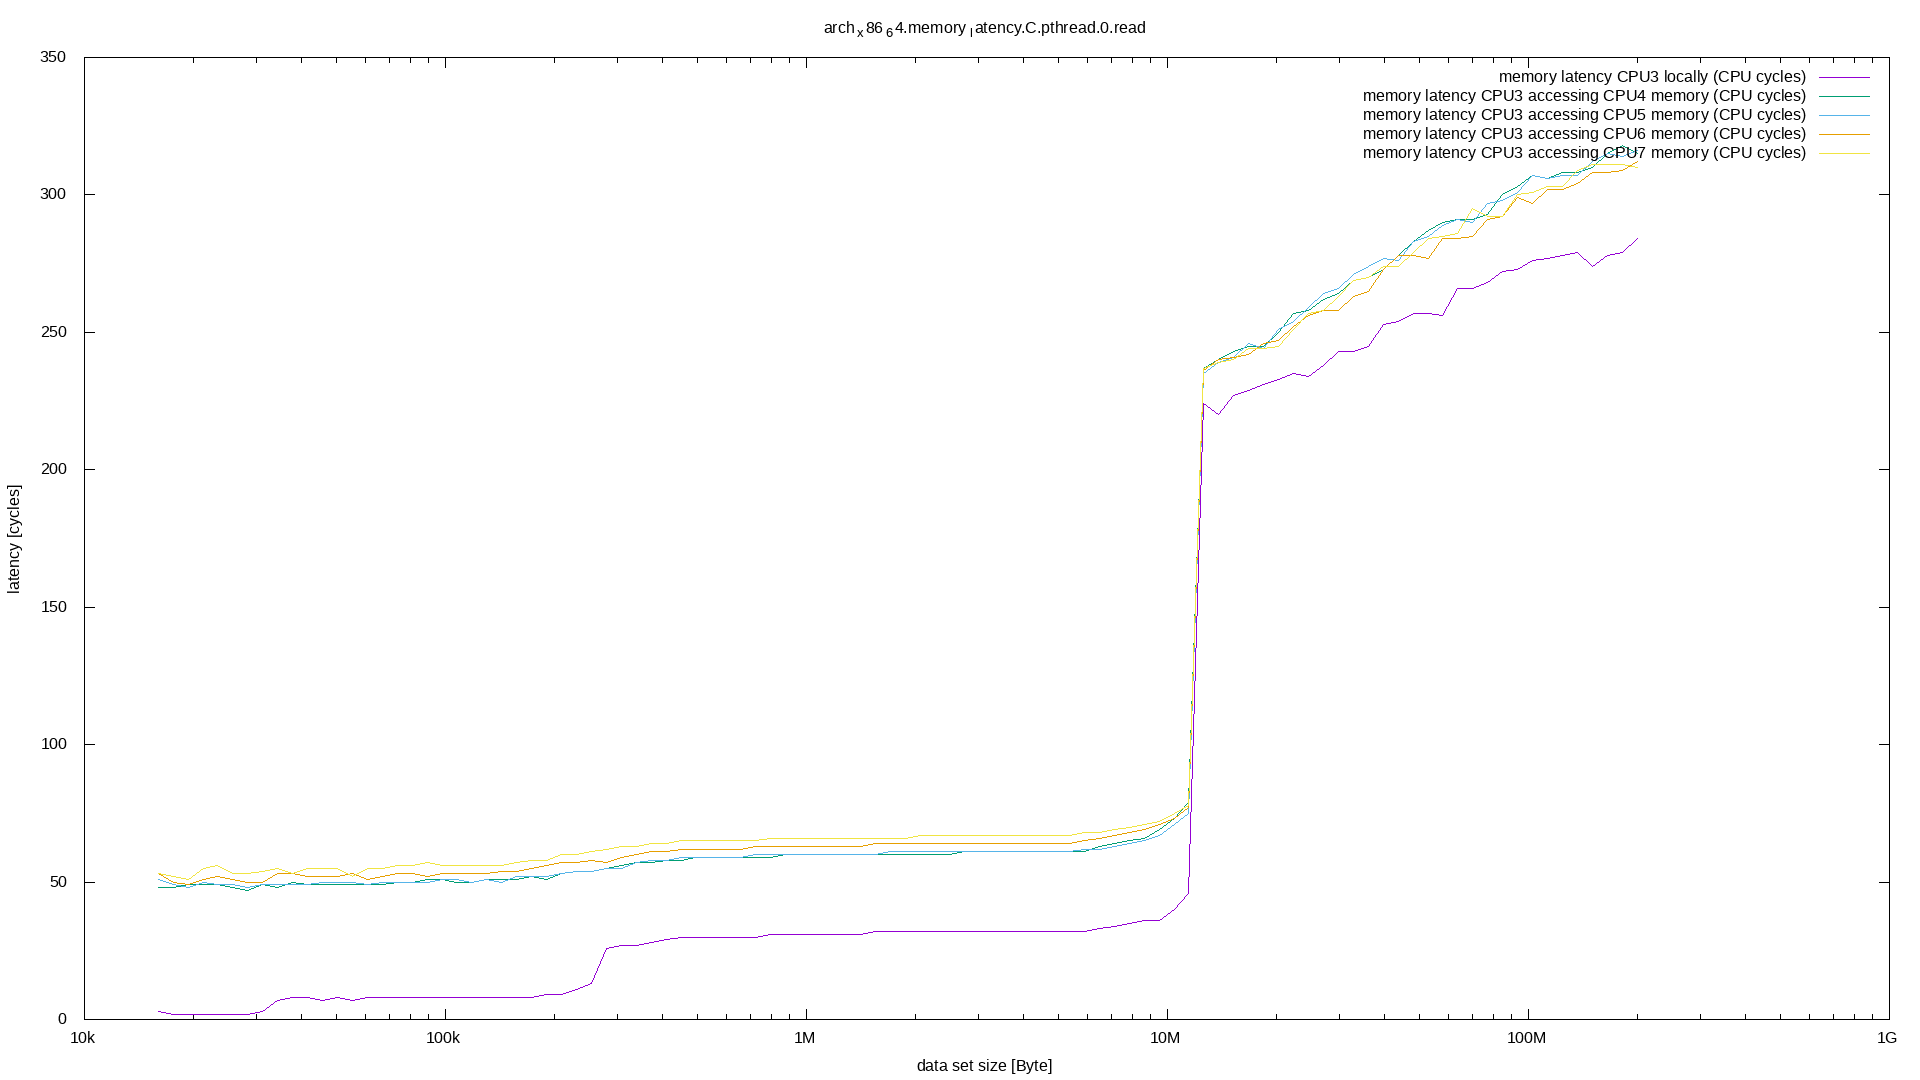 arch x 86 6 4.memory l atency.C.pthread.0.read
memory latency CPU3 locally (CPU cycles)
memory latency CPU3 accessing CPU4 memory (CPU cycles)
memory latency CPU3 accessing CPU5 memory (CPU cycles)
memory latency CPU3 accessing CPU6 memory (CPU cycles)
memory latency CPU3 accessing CPU7 memory (CPU cycles)
350
300
250
200
150
100
50
0
latency [cycles]
10k 100k 1M 10M 100M 1G
data set size [Byte]